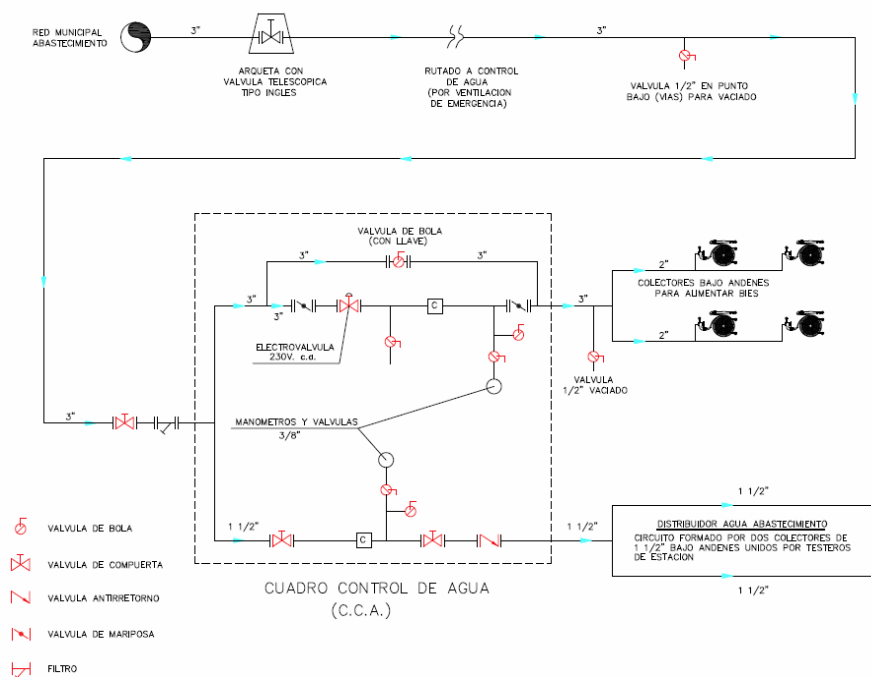 RED MUNICIPAL
ABASTECIMIENTO
3"
3"
ARQUETA CON
VALVULA TELESCOPICA
TIPO INGLES
RUTADO A CONTROL
DE AGUA
(POR VENTILACION
DE EMERGENCIA)
VALVULA 1/2" EN PUNTO
BAJO (VIAS) PARA VACIADO
VALVULA DE BOLA
(CON LLAVE)
3"
3"
3"
3"
3"
C
ELECTROVALVULA
230V. c.d.
2"
COLECTORES BAJO ANDENES
PARA ALIMENTAR BIES
2"
VALVULA
1/2" VACIADO
3"
MANOMETROS Y VALVULAS
3/8"
1 1/2"
C
1 1/2"
1 1/2"
DISTRIBUIDOR AGUA ABASTECIMIENTO
CIRCUITO FORMADO POR DOS COLECTORES DE
1 1/2" BAJO ANDENES UNIDOS POR TESTEROS
DE ESTACION
1 1/2"
CUADRO CONTROL DE AGUA
(C.C.A.)
VALVULA DE BOLA
VALVULA DE COMPUERTA
VALVULA ANTIRRETORNO
VALVULA DE MARIPOSA
FILTRO